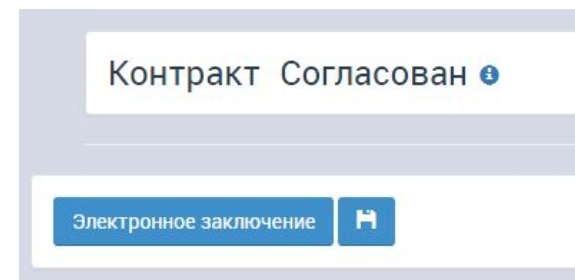 Контракт Согласован
Электронное заключение